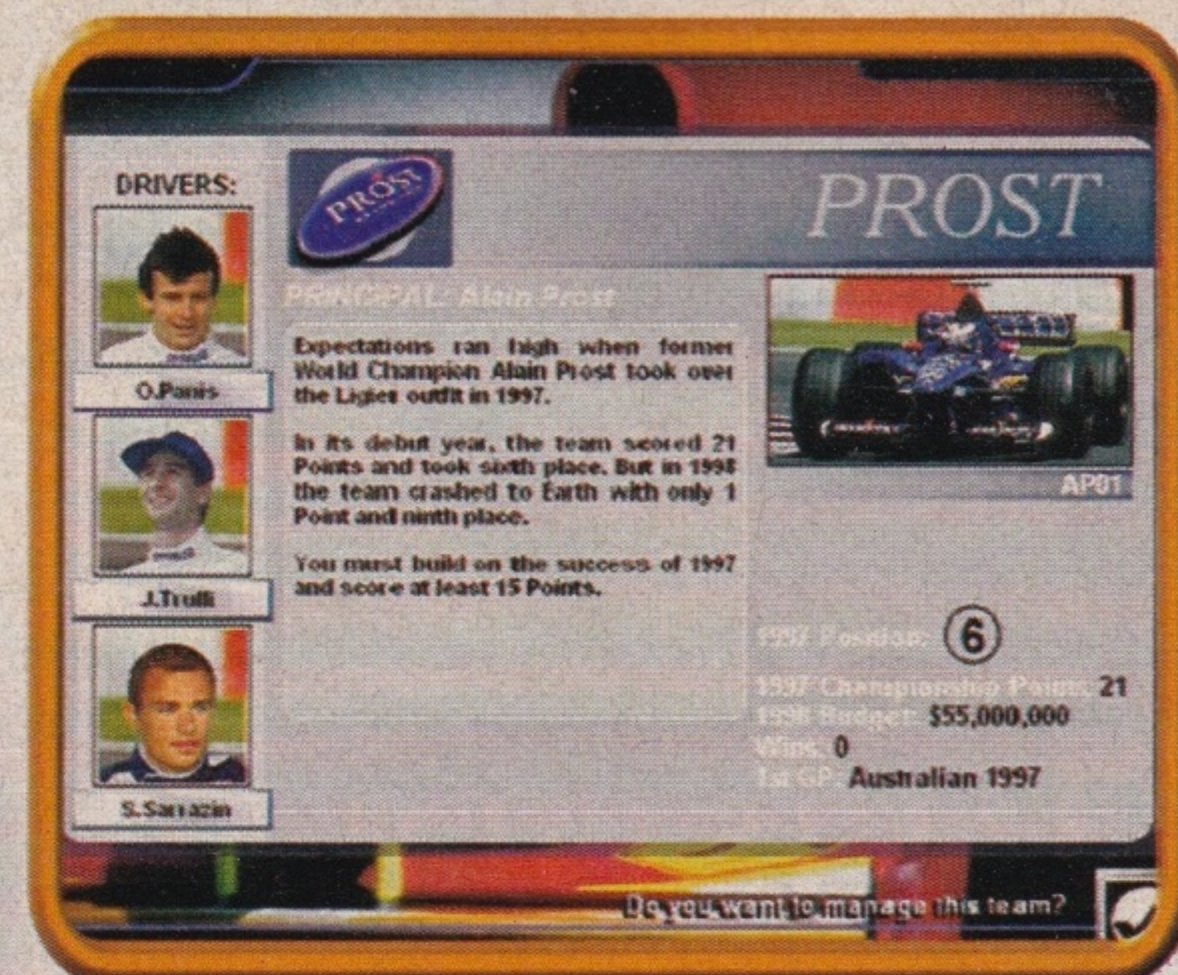 DRIVERS:
O.Panis
J.Trulli
S.Sarrazin
PROST
PROST
PRINCIPAL: Alain Prost
Expectations ran high when former
World Champion Alain Prost took over
the Ligier outfit in 1997.
In its debut year, the team scored 21
Points and took sixth place. But in 1998
the team crashed to Earth with only 1
Point and ninth place.
You must build on the success of 1997
and score at least 15 Points.
AP01
1997 Position: 6
1997 Championship Points: 21
1998 Budget: $55,000,000
Wins: 0
1st GP: Australian 1997
Do you want to manage this team?